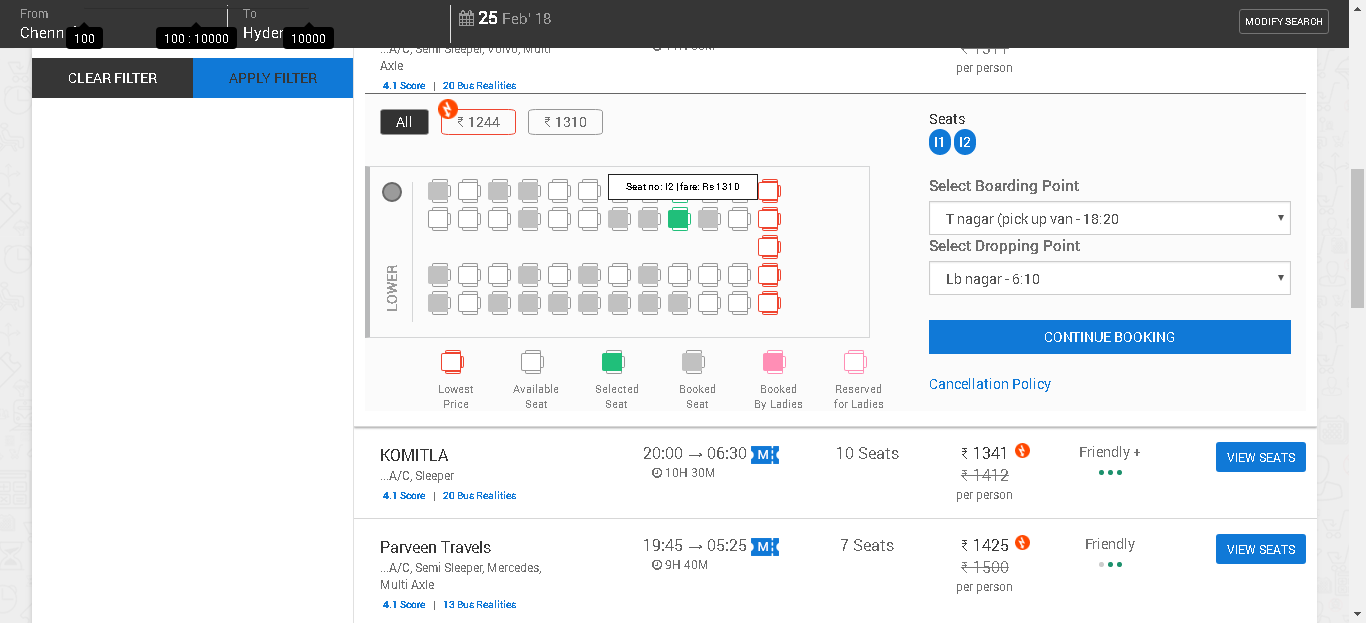 From
To
25 Feb' 18
MODIFY SEARCH
Chenn
Hyder
100
100 : 10000
10000
...A/C, Semi Sleeper, Volvo, Multi
Axle
per person
4.1 Score | 20 Bus Realities
CLEAR FILTER
APPLY FILTER
All
₹ 1244
₹ 1310
Seats
I1 I2
Seat no: I2 | fare: Rs 1310
Select Boarding Point
T nagar (pick up van - 18:20
Select Dropping Point
Lb nagar - 6:10
LOWER
CONTINUE BOOKING
Cancellation Policy
Lowest
Price
Available
Seat
Selected
Seat
Booked
Seat
Booked
By Ladies
Reserved
for Ladies
KOMITLA
...A/C, Sleeper
4.1 Score | 20 Bus Realities
20:00 → 06:30 M
10H 30M
10 Seats
₹ 1341
₹ 1412
per person
Friendly +
VIEW SEATS
Parveen Travels
...A/C, Semi Sleeper, Mercedes,
Multi Axle
4.1 Score | 13 Bus Realities
19:45 → 05:25 M
9H 40M
7 Seats
₹ 1425
₹ 1500
per person
Friendly
VIEW SEATS